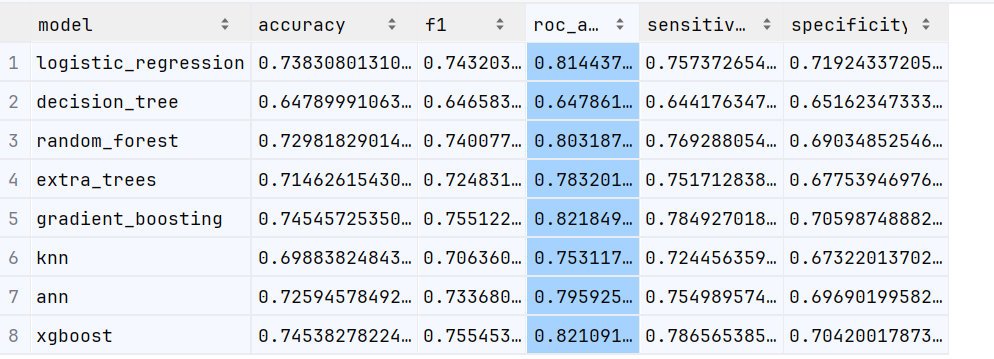 model accuracy f1 roc_a… sensitiv… specificity
1 logistic_regression 0.73830801310… 0.743203… 0.814437… 0.757372654… 0.71924337205…
2 decision_tree 0.64789991063… 0.646583… 0.647861… 0.644176347… 0.65162347333…
3 random_forest 0.72981829014… 0.740077… 0.803187… 0.769288054… 0.69034852546…
4 extra_trees 0.71462615430… 0.724831… 0.783201… 0.751712838… 0.67753946976…
5 gradient_boosting 0.74545725350… 0.755122… 0.821849… 0.784927018… 0.70598748882…
6 knn 0.69883824843… 0.706360… 0.753117… 0.724456359… 0.67322013702…
7 ann 0.72594578492… 0.733680… 0.795925… 0.754989574… 0.69690199582…
8 xgboost 0.74538278224… 0.755453… 0.821091… 0.786565385… 0.70420017873…